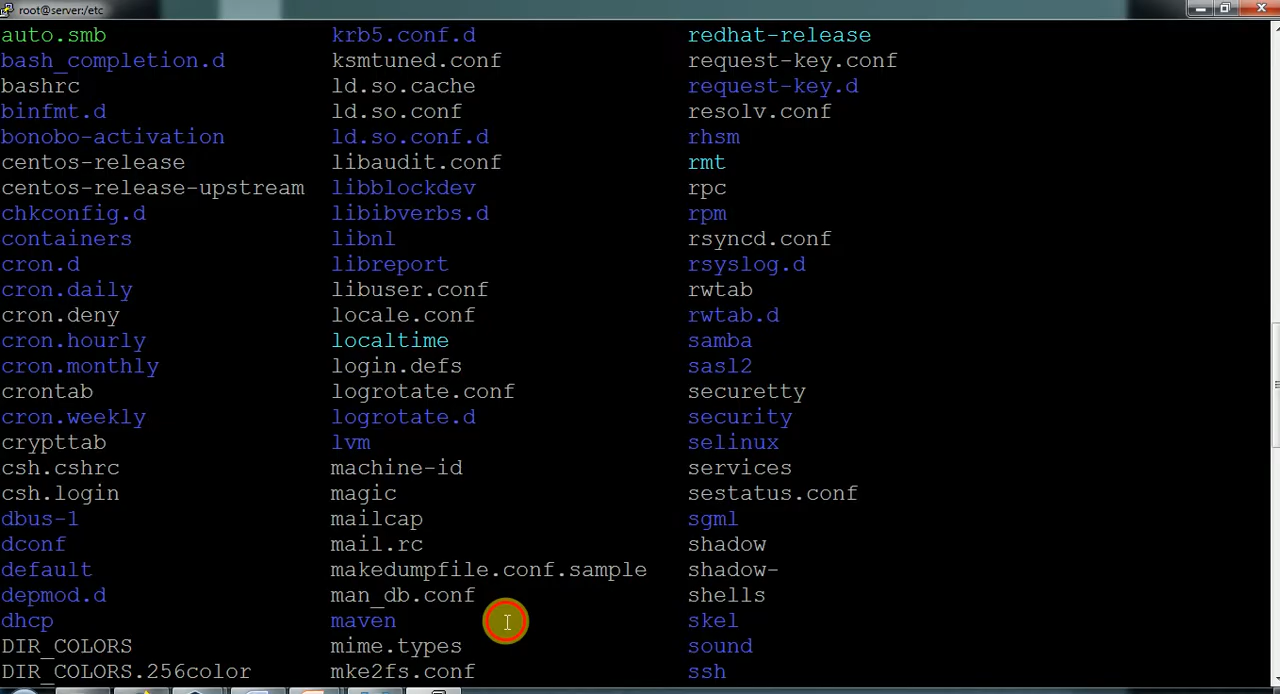 root@server:/etc
auto.smb krb5.conf.d redhat-release
bash_completion.d ksmtuned.conf request-key.conf
bashrc ld.so.cache request-key.d
binfmt.d ld.so.conf resolv.conf
bonobo-activation ld.so.conf.d rhsm
centos-release libaudit.conf rmt
centos-release-upstream libblockdev rpc
chkconfig.d libibverbs.d rpm
containers libnl rsyncd.conf
cron.d libreport rsyslog.d
cron.daily libuser.conf rwtab
cron.deny locale.conf rwtab.d
cron.hourly localtime samba
cron.monthly login.defs sasl2
crontab logrotate.conf securetty
cron.weekly logrotate.d security
crypttab lvm selinux
csh.cshrc machine-id services
csh.login magic sestatus.conf
dbus-1 mailcap sgml
dconf mail.rc shadow
default makedumpfile.conf.sample shadow-
depmod.d man_db.conf shells
dhcp maven skel
DIR_COLORS mime.types sound
DIR_COLORS.256color mke2fs.conf ssh